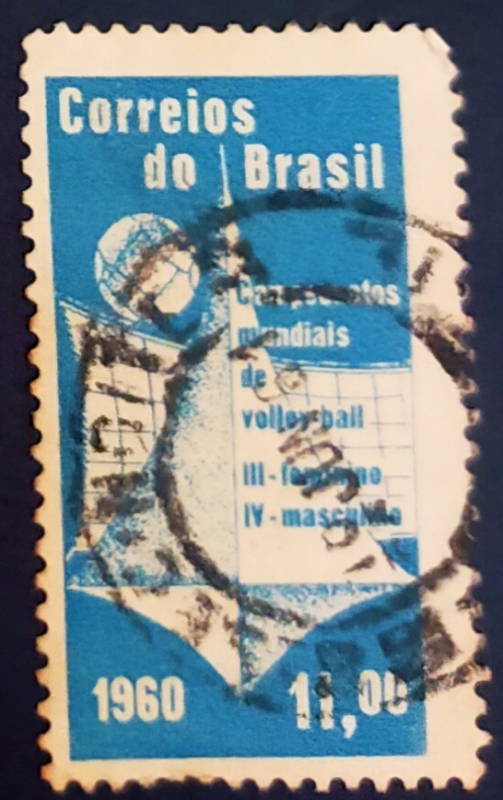 Correios
do Brasil
Campeonatos
mundiais
de
volley-ball
III - feminino
IV - masculino
1960
11,00